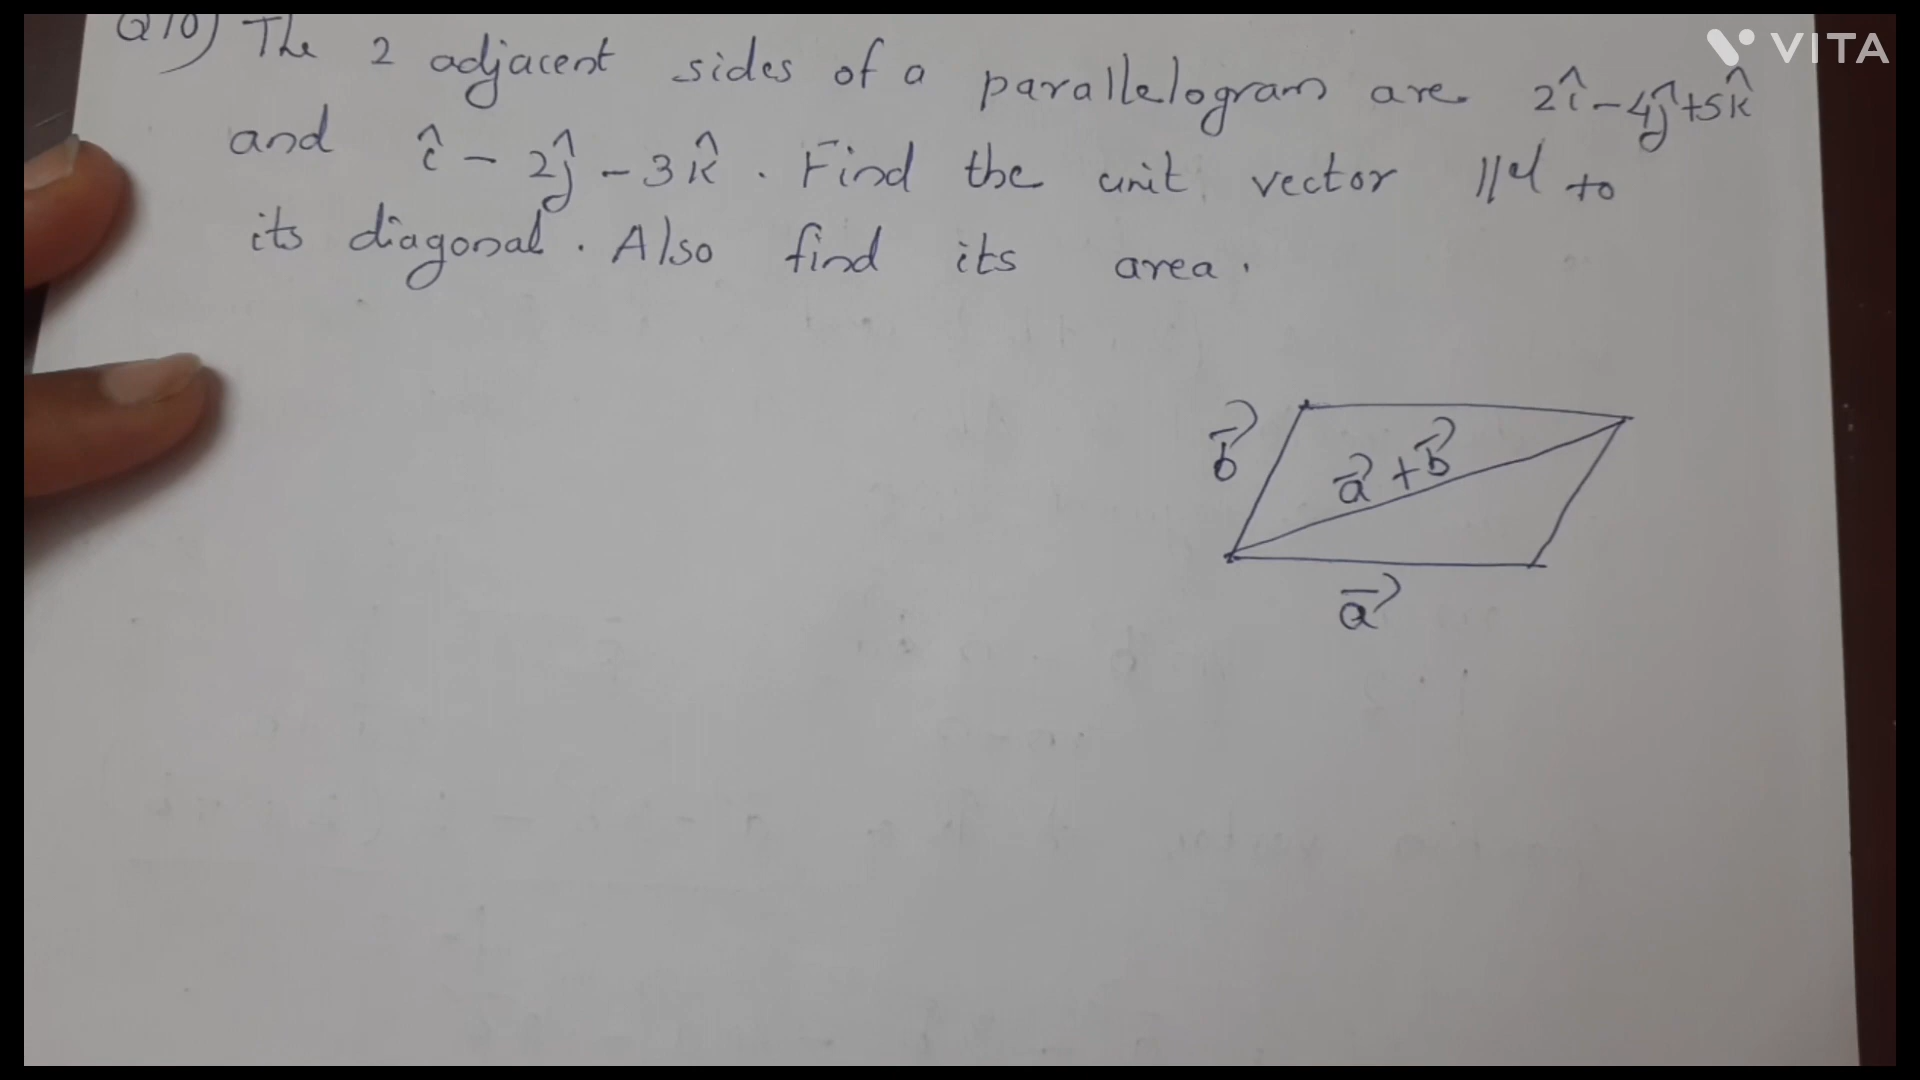 Q10) The 2 adjacent sides of a parallelogram are 2î - 4ĵ + 5k̂
and î - 2ĵ - 3k̂ . Find the unit vector ||el to
its diagonal . Also find its area .
b⃗
a⃗ + b⃗
a⃗
VITA